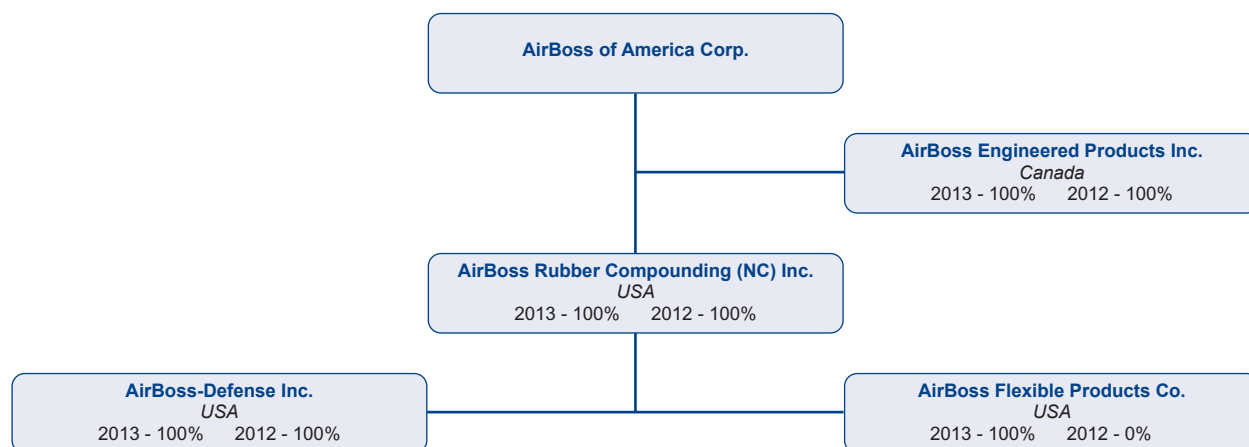 AirBoss of America Corp.
AirBoss Engineered Products Inc.
Canada
2013 - 100% 2012 - 100%
AirBoss Rubber Compounding (NC) Inc.
USA
2013 - 100% 2012 - 100%
AirBoss-Defense Inc.
USA
2013 - 100% 2012 - 100%
AirBoss Flexible Products Co.
USA
2013 - 100% 2012 - 0%